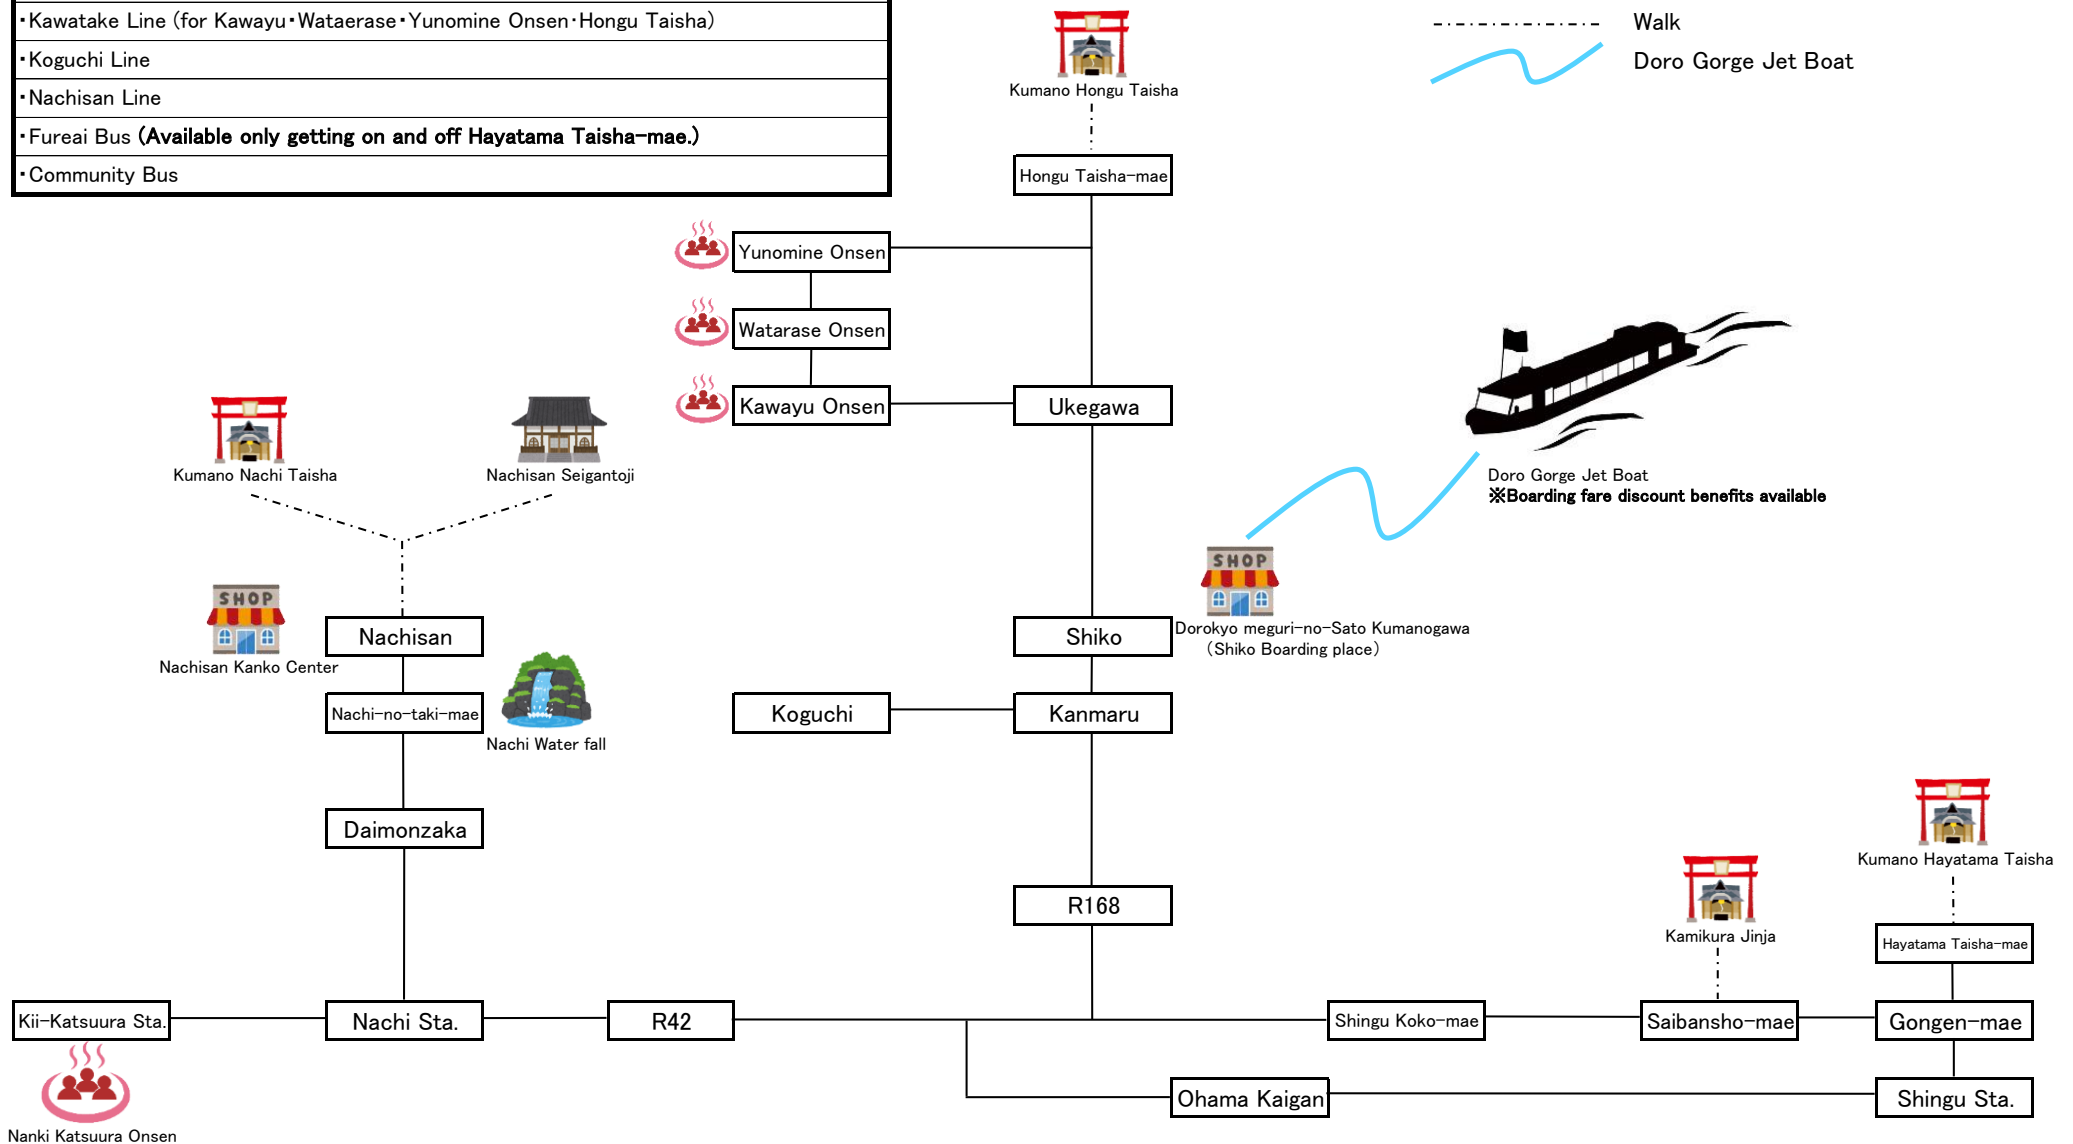 ・Kawatake Line (for Kawayu・Wataerase・Yunomine Onsen・Hongu Taisha)
・Koguchi Line
・Nachisan Line
・Fureai Bus (Available only getting on and off Hayatama Taisha-mae.)
・Community Bus
Walk
Doro Gorge Jet Boat
Kumano Hongu Taisha
Hongu Taisha-mae
Yunomine Onsen
Watarase Onsen
Kawayu Onsen
Ukegawa
Kumano Nachi Taisha
Nachisan Seigantoji
Doro Gorge Jet Boat
※Boarding fare discount benefits available
SHOP
SHOP
Nachisan
Shiko
Dorokyo meguri-no-Sato Kumanogawa
(Shiko Boarding place)
Nachisan Kanko Center
Nachi-no-taki-mae
Koguchi
Kanmaru
Nachi Water fall
Daimonzaka
Kumano Hayatama Taisha
R168
Kamikura Jinja
Hayatama Taisha-mae
Kii-Katsuura Sta.
Nachi Sta.
R42
Shingu Koko-mae
Saibansho-mae
Gongen-mae
Ohama Kaigan
Shingu Sta.
Nanki Katsuura Onsen